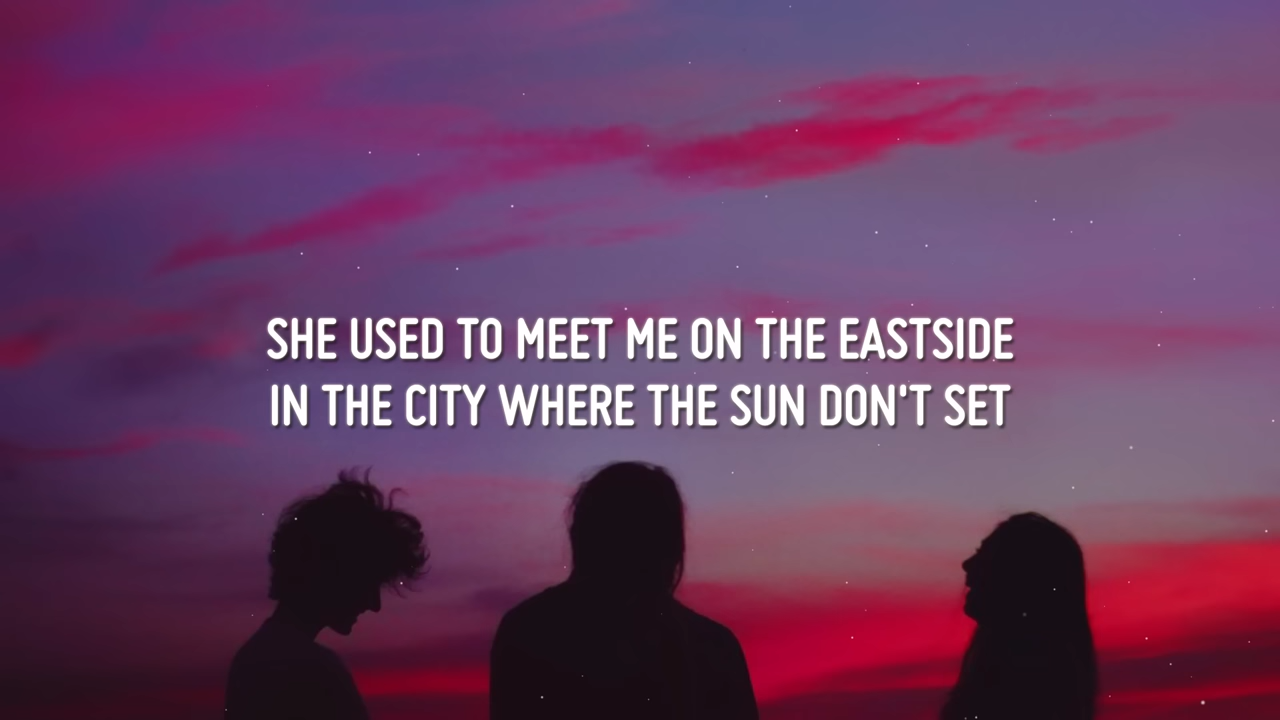 SHE USED TO MEET ME ON THE EASTSIDE
IN THE CITY WHERE THE SUN DON'T SET